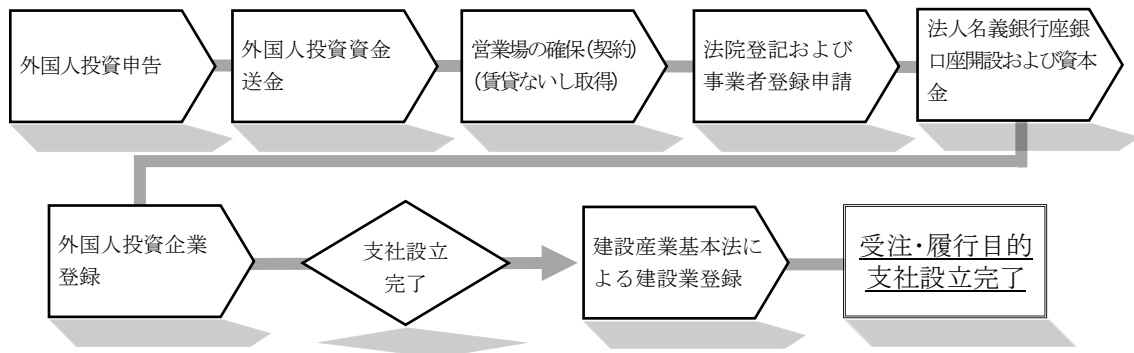 外国人投資申告
外国人投資資金
送金
営業場の確保(契約)
(賃貸ないし取得)
法院登記および
事業者登録申請
法人名義銀行座銀
口座開設および資本
金
外国人投資企業
登録
支社設立
完了
建設産業基本法に
よる建設業登録
受注・履行目的
支社設立完了